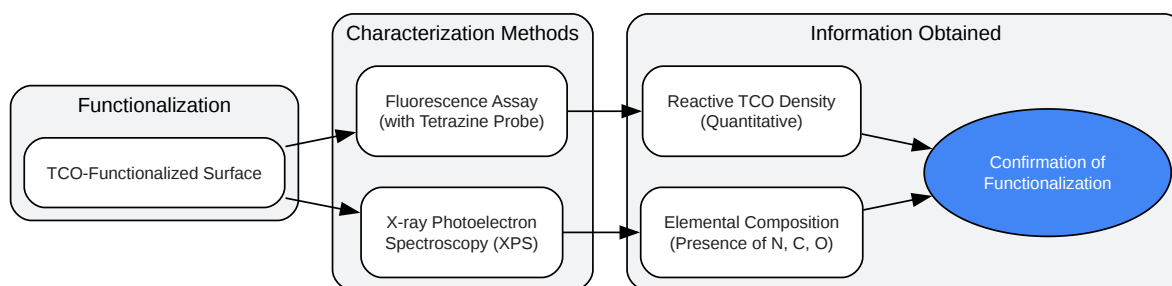 Functionalization
TCO-Functionalized Surface
Characterization Methods
Fluorescence Assay
(with Tetrazine Probe)
X-ray Photoelectron
Spectroscopy (XPS)
Information Obtained
Reactive TCO Density
(Quantitative)
Elemental Composition
(Presence of N, C, O)
Confirmation of
Functionalization